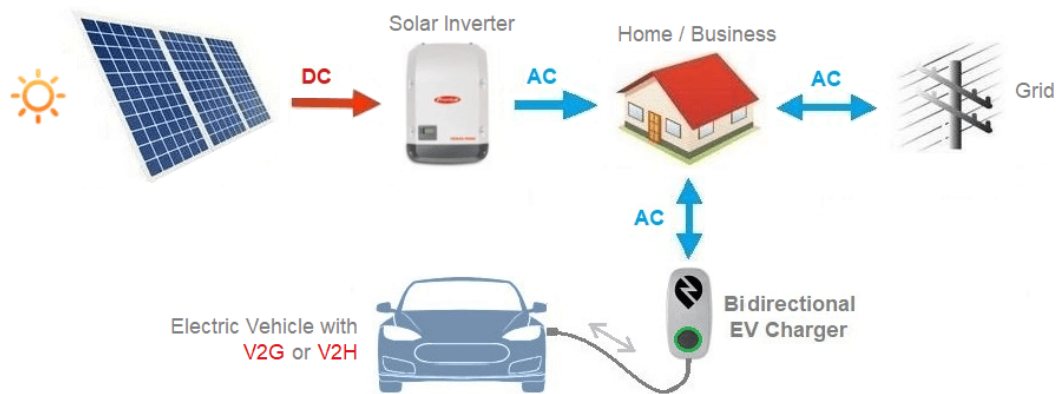 Solar Inverter
Home / Business
DC
AC
AC
Grid
AC
Bidirectional
EV Charger
Electric Vehicle with
V2G or V2H